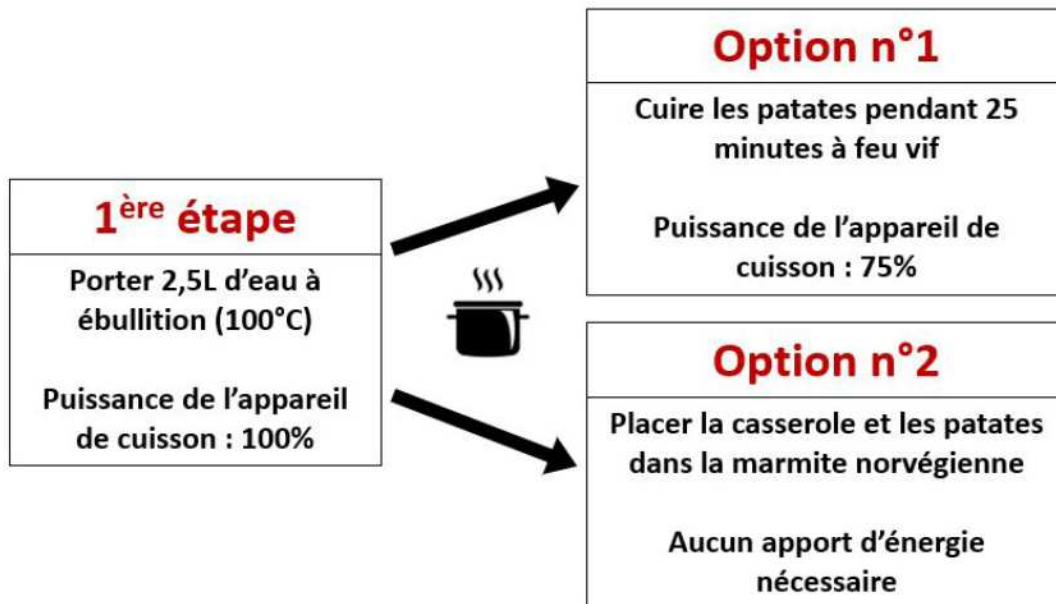 1ère étape
Porter 2,5L d'eau à
ébullition (100°C)
Puissance de l'appareil
de cuisson : 100%
Option n°1
Cuire les patates pendant 25
minutes à feu vif
Puissance de l'appareil de
cuisson : 75%
Option n°2
Placer la casserole et les patates
dans la marmite norvégienne
Aucun apport d'énergie
nécessaire